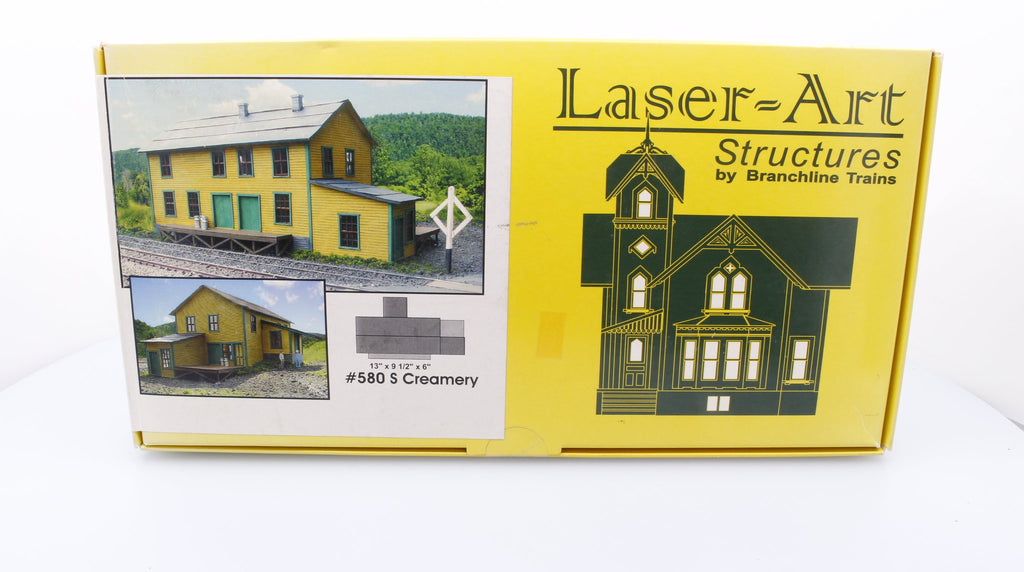 Laser-Art
Structures
by Branchline Trains
13" x 9 1/2" x 6"
#580 S Creamery